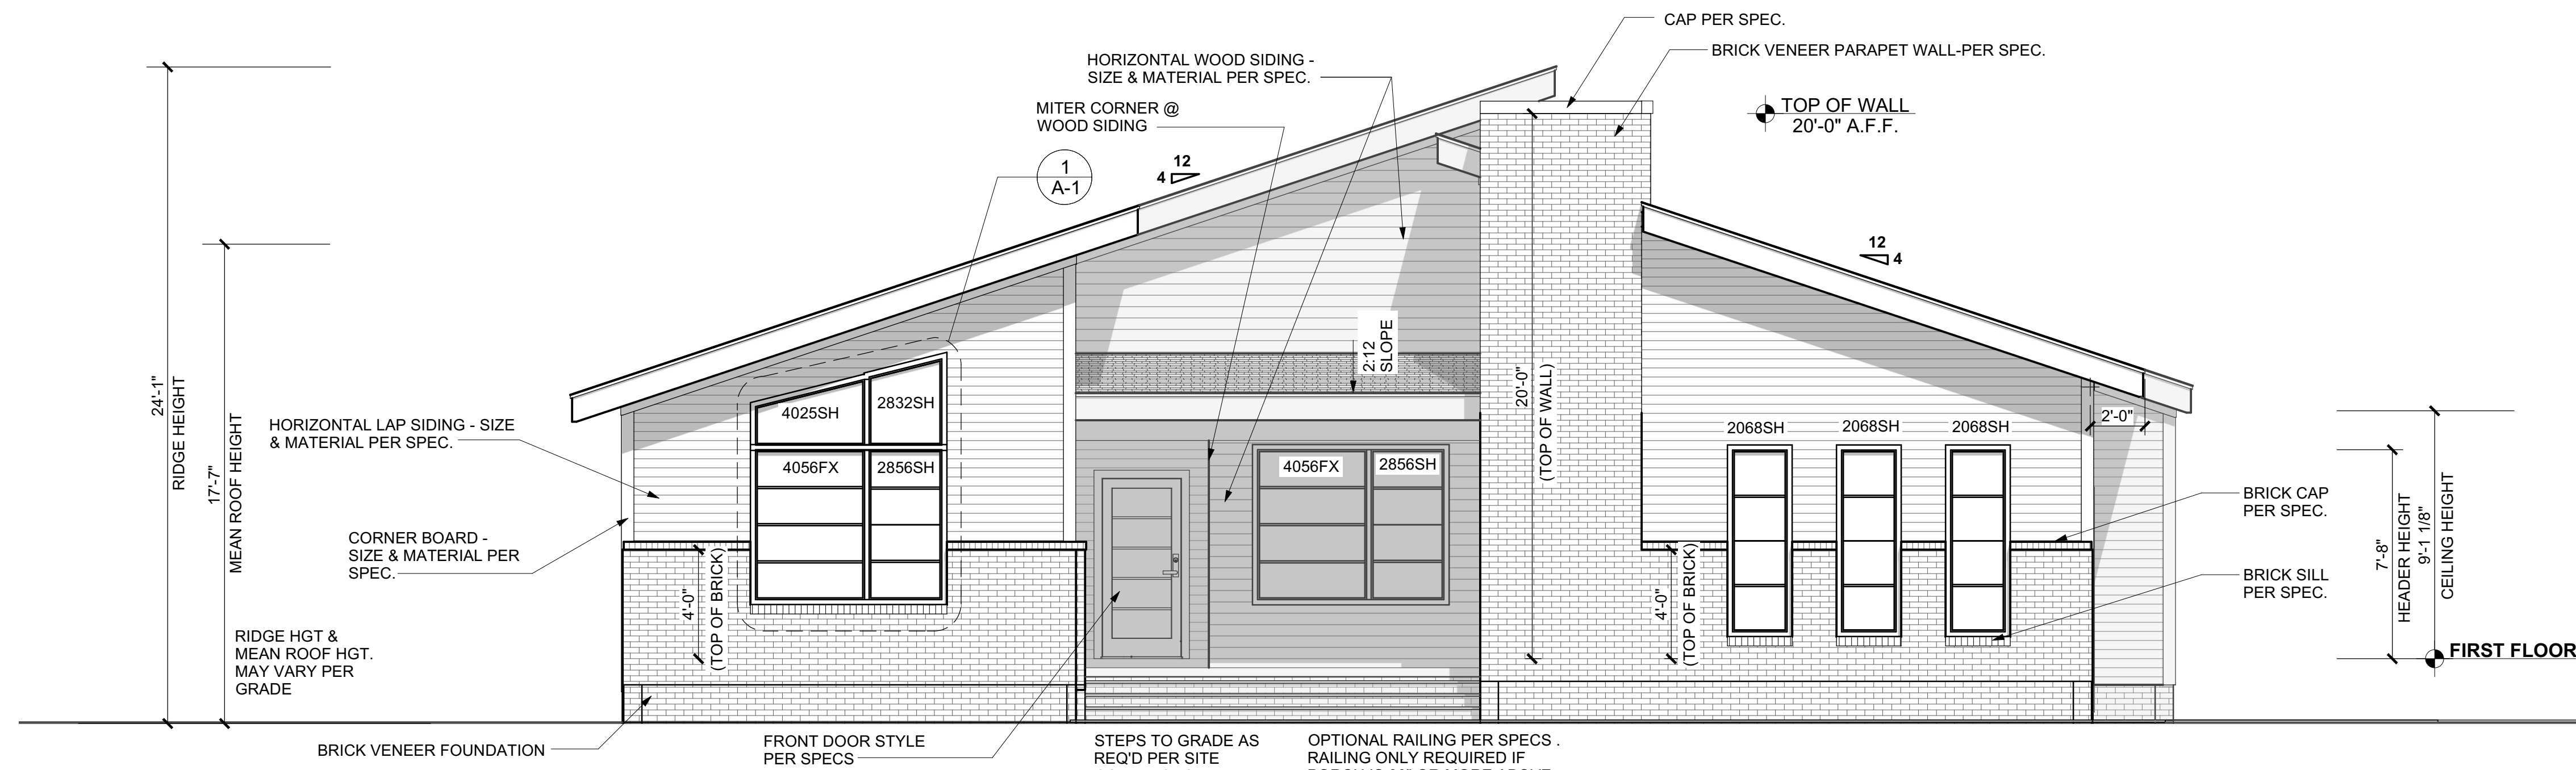 CAP PER SPEC.
BRICK VENEER PARAPET WALL-PER SPEC.
HORIZONTAL WOOD SIDING -
SIZE & MATERIAL PER SPEC.
MITER CORNER @
WOOD SIDING
TOP OF WALL
20'-0" A.F.F.
1
A-1
12
4
12
4
24'-1"
RIDGE HEIGHT
17'-7"
MEAN ROOF HEIGHT
2:12
SLOPE
20'-0"
(TOP OF WALL)
HORIZONTAL LAP SIDING - SIZE
& MATERIAL PER SPEC.
4025SH
2832SH
4056FX
2856SH
4056FX
2856SH
2068SH
2068SH
2068SH
2'-0"
CORNER BOARD -
SIZE & MATERIAL PER
SPEC.
4'-0"
(TOP OF BRICK)
4'-0"
(TOP OF BRICK)
BRICK CAP
PER SPEC.
BRICK SILL
PER SPEC.
7'-8"
HEADER HEIGHT
9'-1 1/8"
CEILING HEIGHT
FIRST FLOOR
RIDGE HGT &
MEAN ROOF HGT.
MAY VARY PER
GRADE
BRICK VENEER FOUNDATION
FRONT DOOR STYLE
PER SPECS
STEPS TO GRADE AS
REQ'D PER SITE
OPTIONAL RAILING PER SPECS .
RAILING ONLY REQUIRED IF